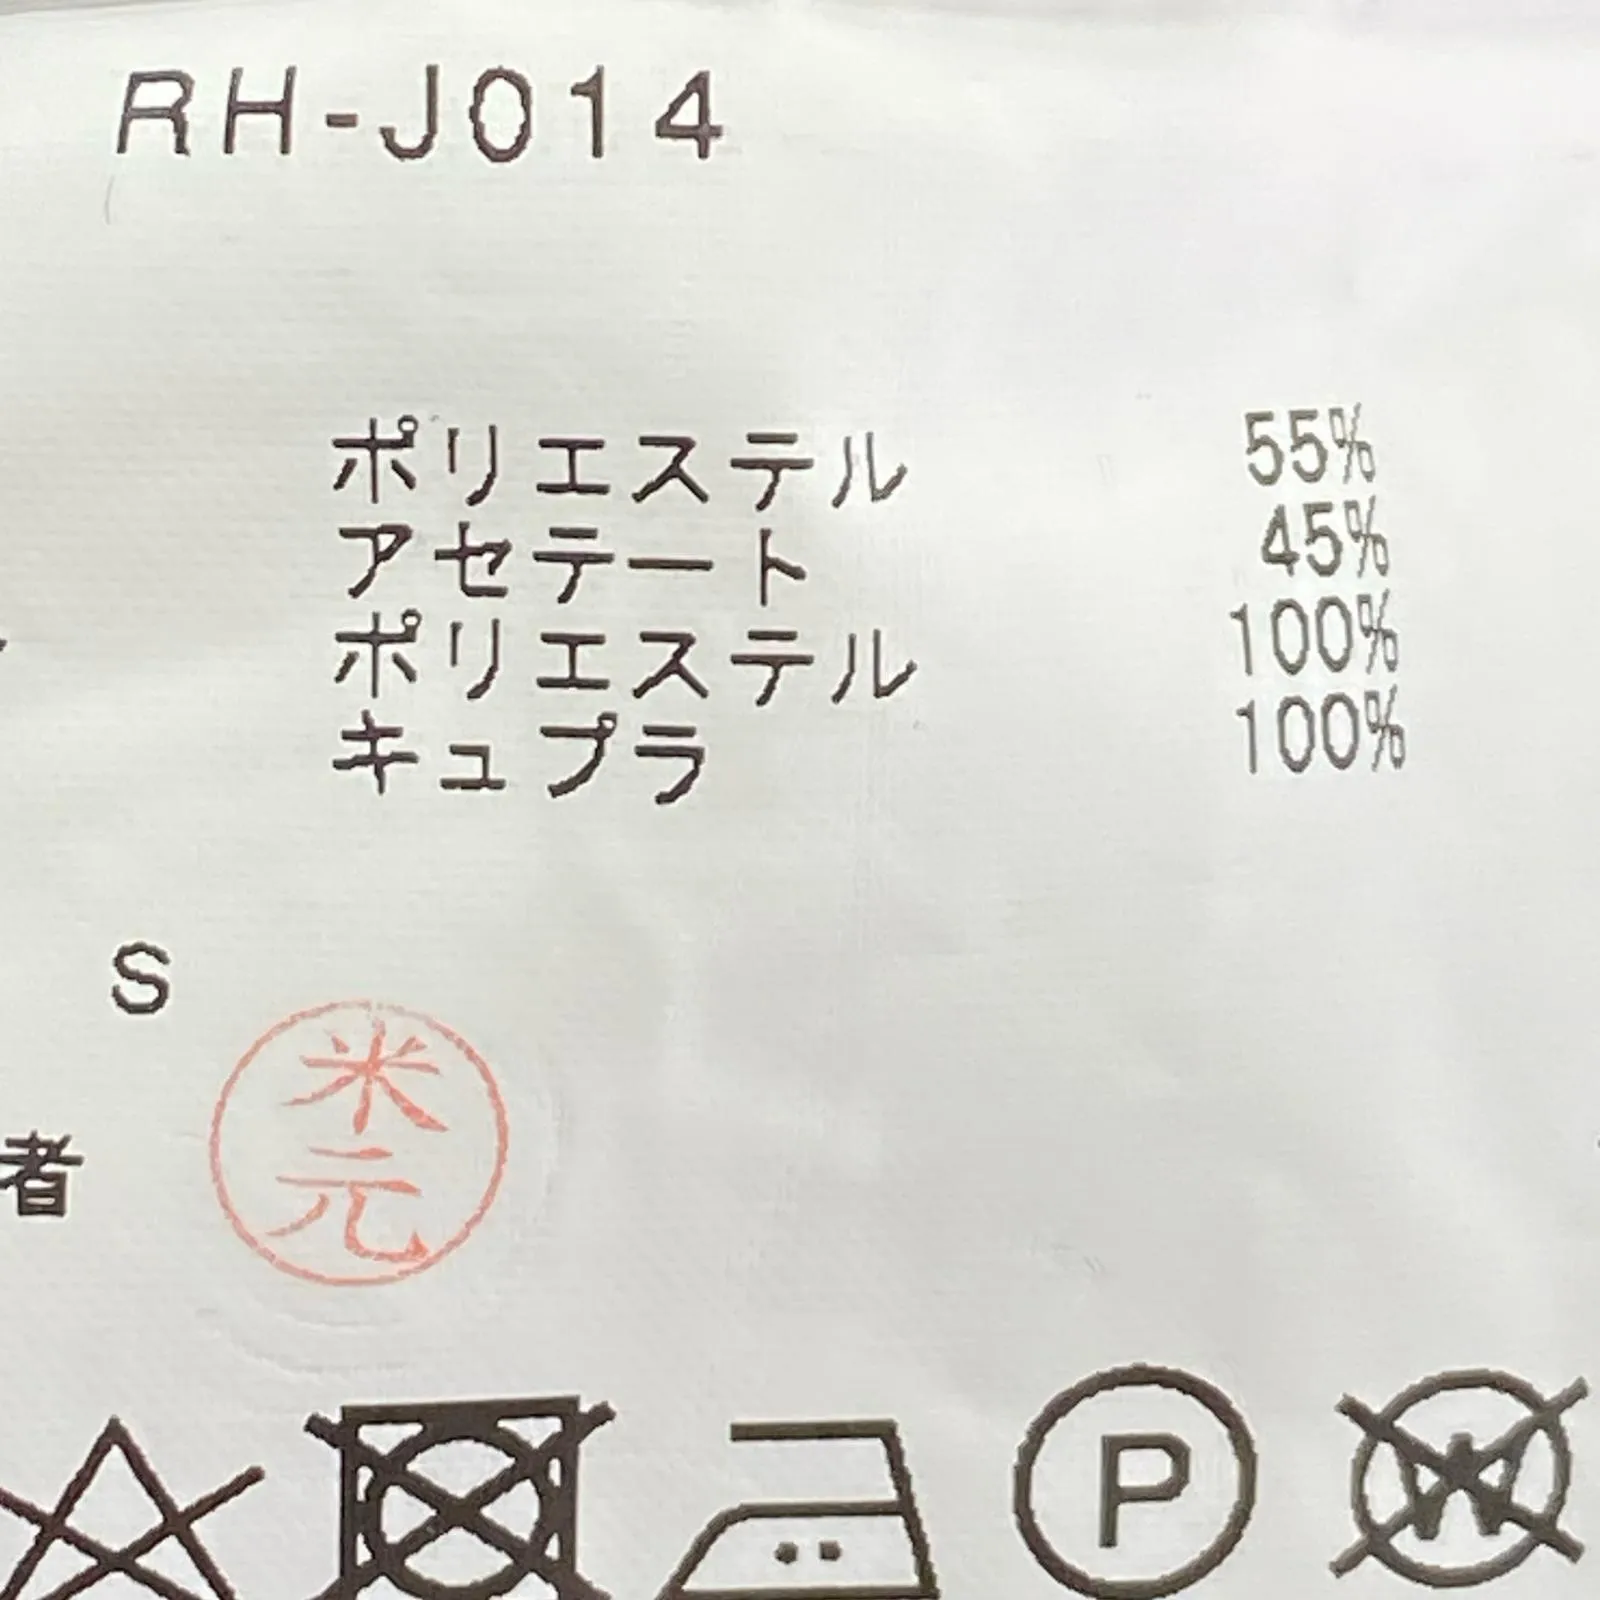 RH-J014
ポリエステル 55%
アセテート 45%
ポリエステル 100%
キュプラ 100%
S
者
米元
P
W